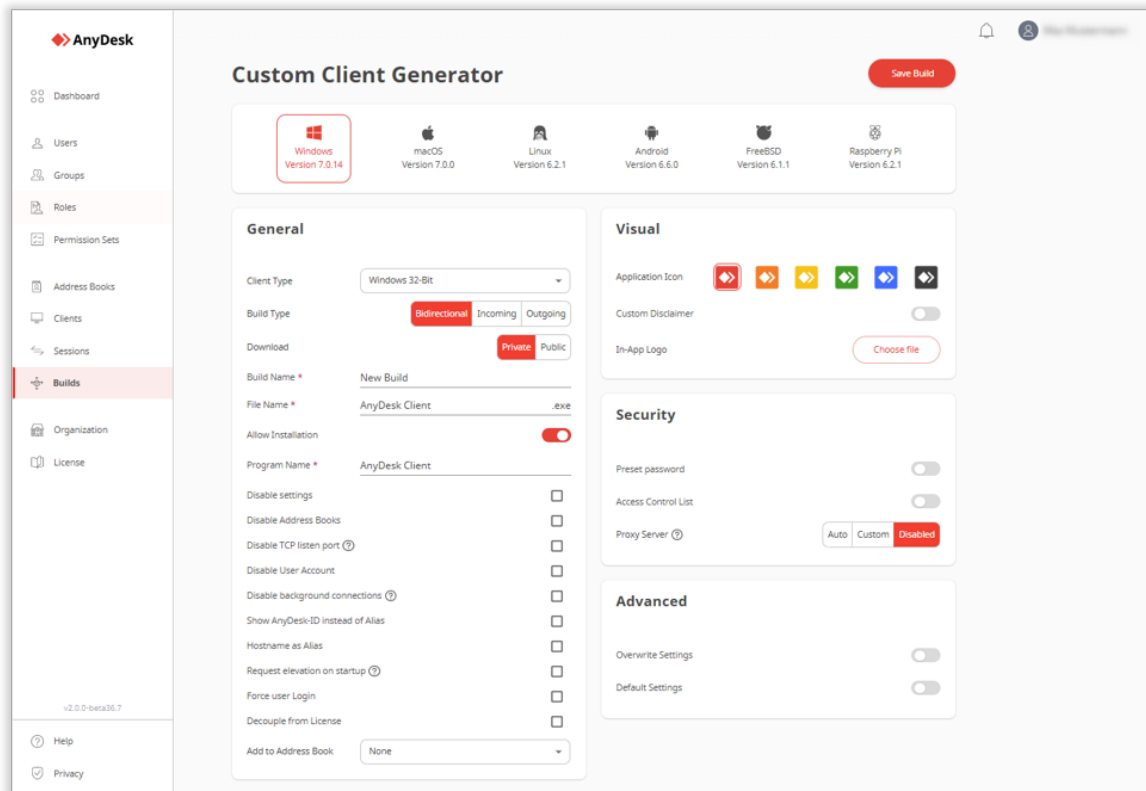 AnyDesk
Custom Client Generator
Save Build
Dashboard
Users
Groups
Roles
Permission Sets
Address Books
Clients
Sessions
Builds
Organization
License
v2.0.0-beta36.7
Help
Privacy
Windows
Version 7.0.14
macOS
Version 7.0.0
Linux
Version 6.2.1
Android
Version 6.6.0
FreeBSD
Version 6.1.1
Raspberry Pi
Version 6.2.1
General
Client Type Windows 32-Bit
Build Type Bidirectional Incoming Outgoing
Download Private Public
Build Name * New Build
File Name * AnyDesk Client .exe
Allow Installation
Program Name * AnyDesk Client
Disable settings
Disable Address Books
Disable TCP listen port ?
Disable User Account
Disable background connections ?
Show AnyDesk-ID instead of Alias
Hostname as Alias
Request elevation on startup ?
Force user Login
Decouple from License
Add to Address Book None
Visual
Application Icon
Custom Disclaimer
In-App Logo Choose file
Security
Preset password
Access Control List
Proxy Server ? Auto Custom Disabled
Advanced
Overwrite Settings
Default Settings